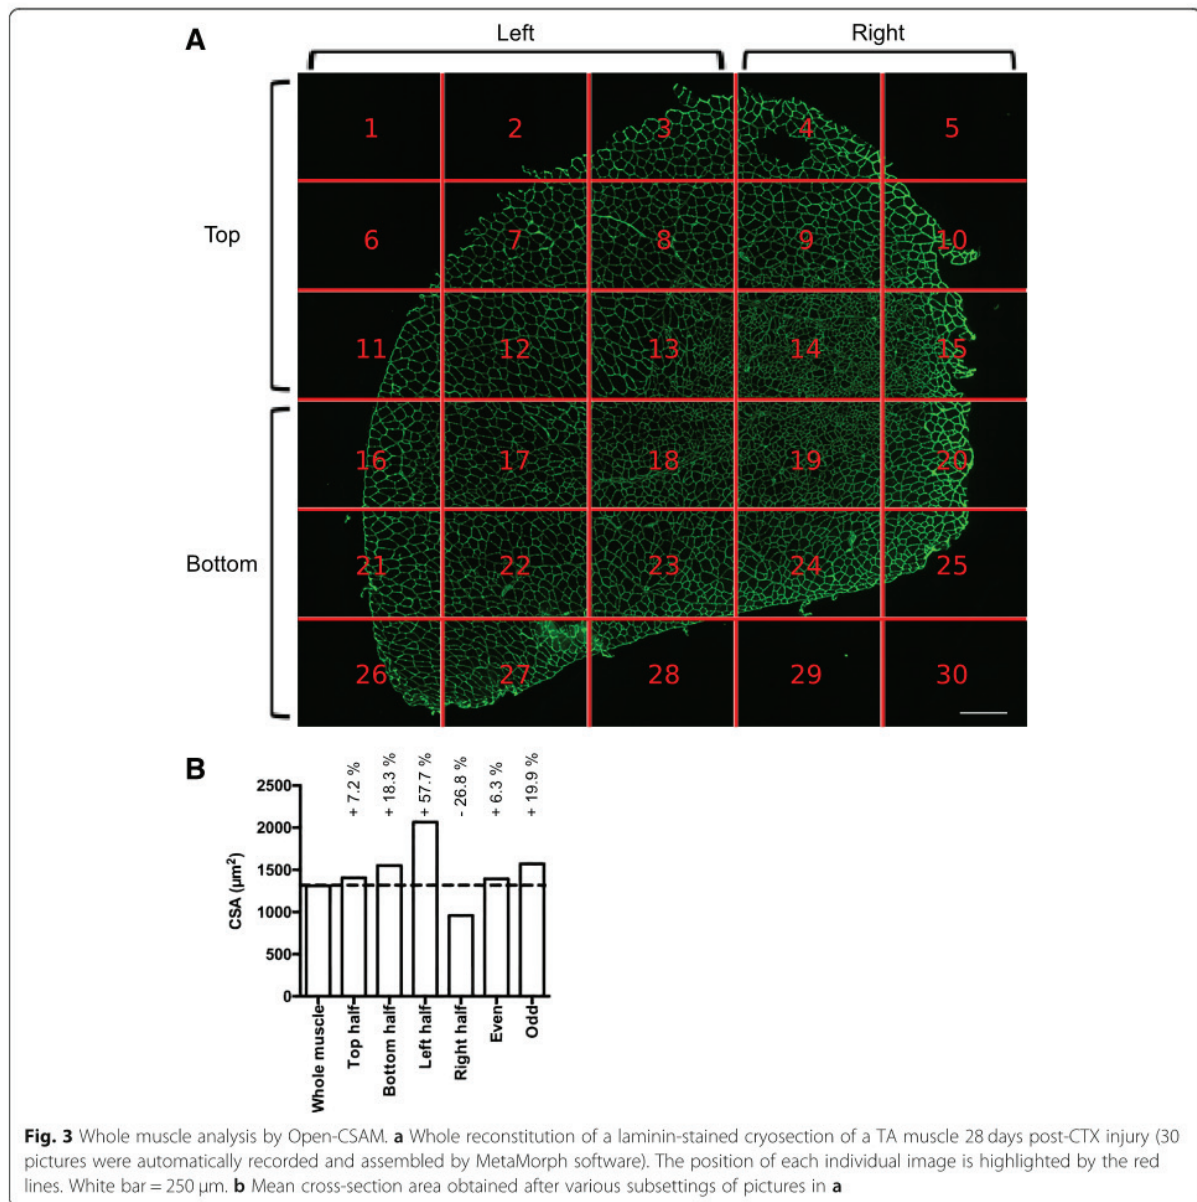 A
Left Right
1 2 3 4 5
Top
6 7 8 9 10
11 12 13 14 15
16 17 18 19 20
Bottom
21 22 23 24 25
26 27 28 29 30
B
+ 7.2 %
+ 18.3 %
+ 57.7 %
- 26.8 %
+ 6.3 %
+ 19.9 %
CSA (µm²)
2500
2000
1500
1000
500
0
Whole muscle
Top half
Bottom half
Left half
Right half
Even
Odd
Fig. 3 Whole muscle analysis by Open-CSAM. a Whole reconstitution of a laminin-stained cryosection of a TA muscle 28 days post-CTX injury (30
pictures were automatically recorded and assembled by MetaMorph software). The position of each individual image is highlighted by the red
lines. White bar = 250 µm. b Mean cross-section area obtained after various subsettings of pictures in a